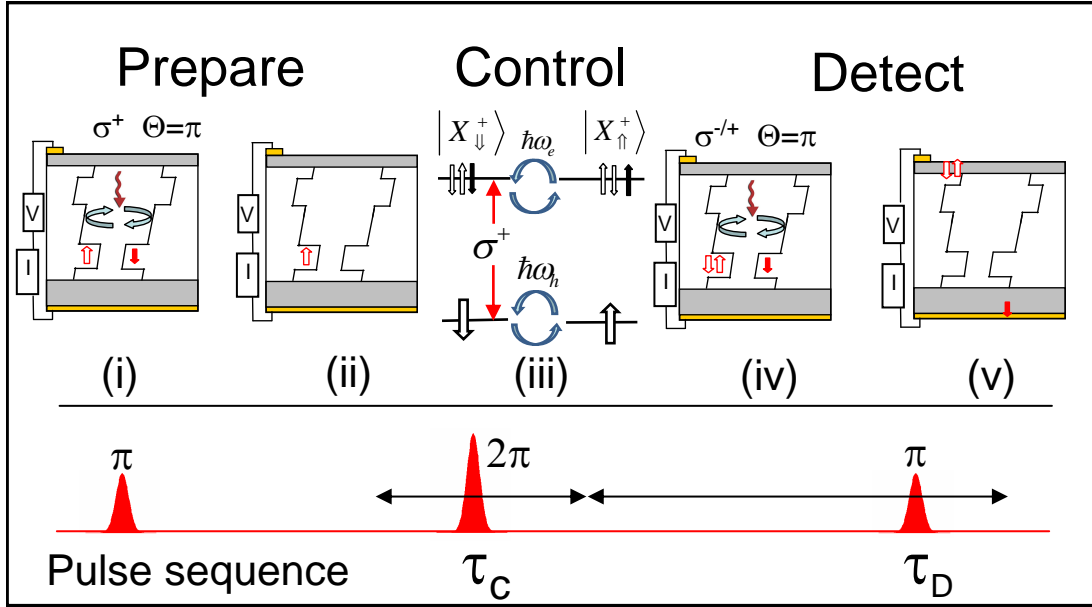 Prepare
Control
Detect
σ⁺ Θ=π
|X⁺⇓⟩
ħωₑ
|X⁺⇑⟩
σ⁻/⁺ Θ=π
V
I
V
I
σ⁺
ħωₕ
V
I
V
I
(i)
(ii)
(iii)
(iv)
(v)
π
2π
π
Pulse sequence
τC
τD